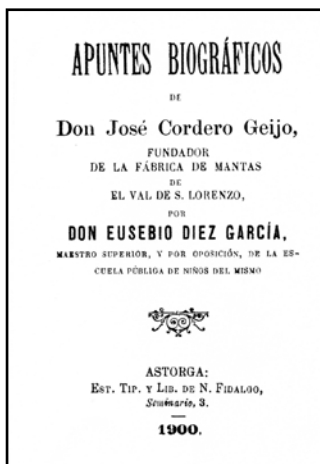 APUNTES BIOGRÁFICOS
DE
Don José Cordero Geijo,
FUNDADOR
DE LA FÁBRICA DE MANTAS
DE
EL VAL DE S. LORENZO,
POR
DON EUSEBIO DIEZ GARCÍA,
MAESTRO SUPERIOR, Y POR OPOSICIÓN, DE LA ES-
CUELA PÚBLICA DE NIÑOS DEL MISMO
ASTORGA:
EST. TIP. Y LIB. DE N. FIDALGO,
Seminario, 3.
1900.